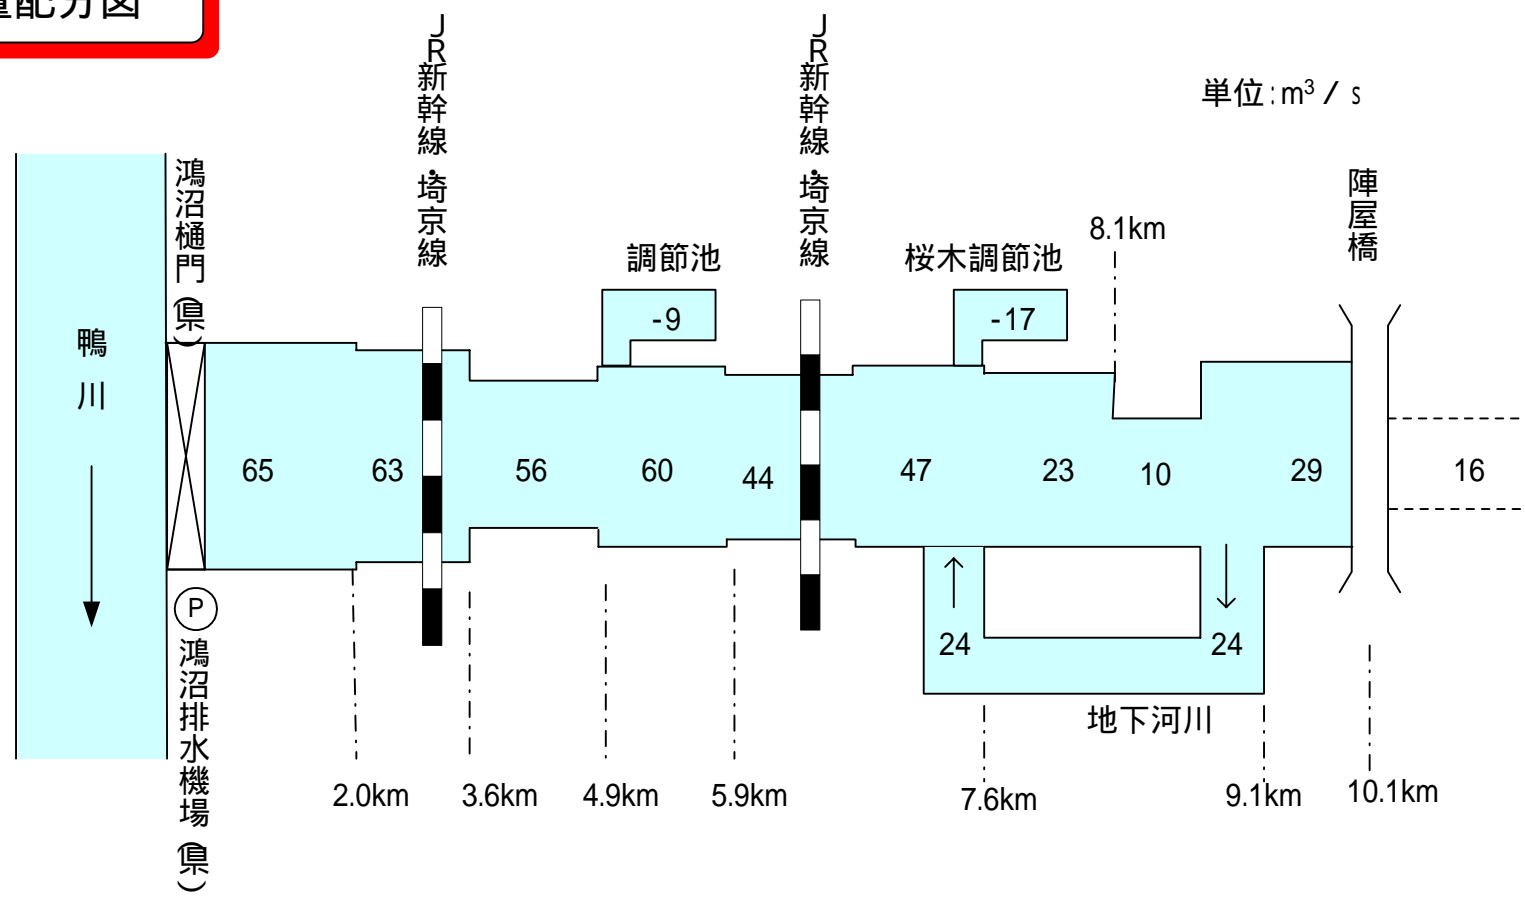 量配分図
JR新幹線・埼京線
JR新幹線・埼京線
単位:m³/s
鴻沼樋門(県)
陣屋橋
8.1km
調節池
桜木調節池
-9
-17
鴨川
65
63
56
60
44
47
23
10
29
16
24
24
P
鴻沼排水機場(県)
地下河川
2.0km
3.6km
4.9km
5.9km
7.6km
9.1km
10.1km